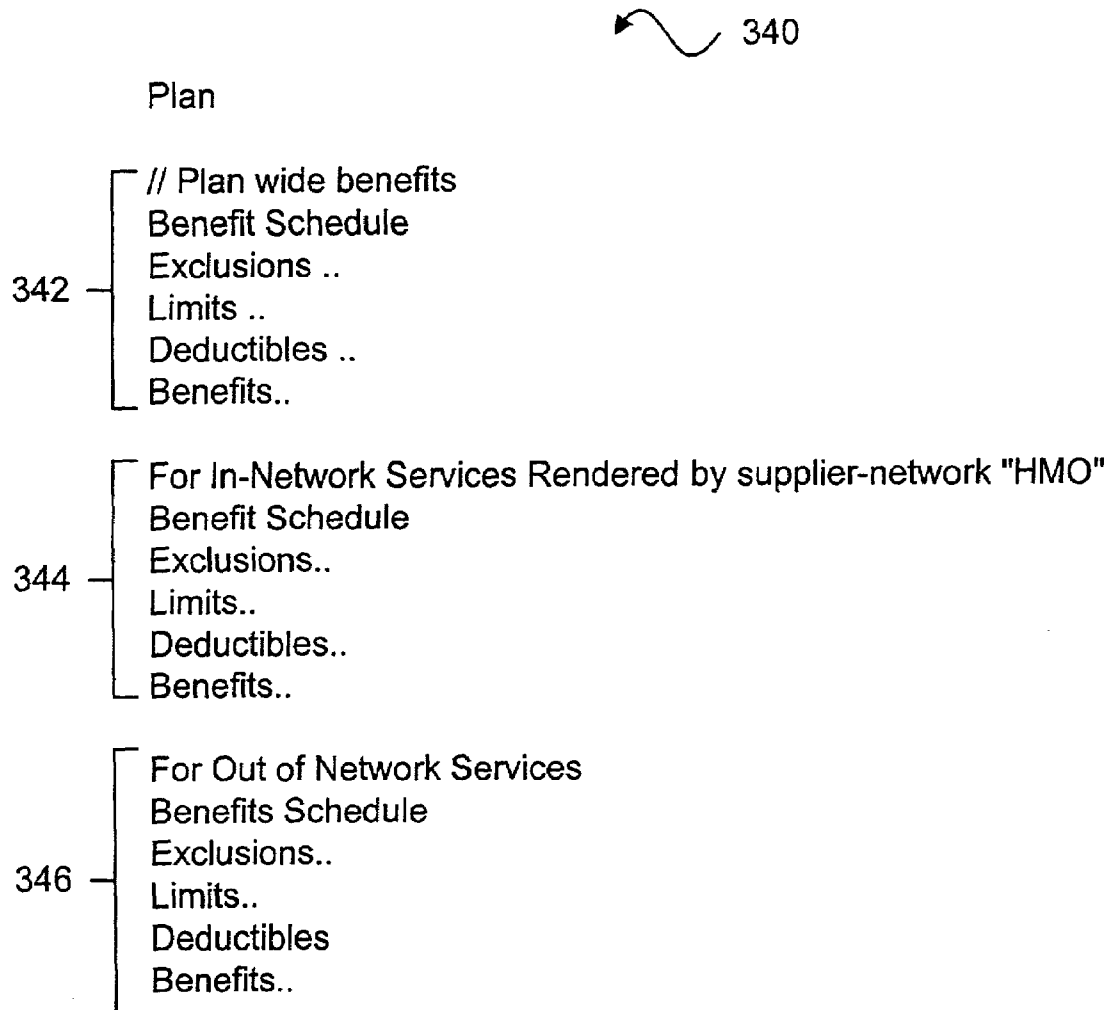 340
Plan
// Plan wide benefits
Benefit Schedule
Exclusions ..
342
Limits ..
Deductibles ..
Benefits..
For In-Network Services Rendered by supplier-network "HMO"
Benefit Schedule
Exclusions..
344
Limits..
Deductibles..
Benefits..
For Out of Network Services
Benefits Schedule
Exclusions..
346
Limits..
Deductibles
Benefits..